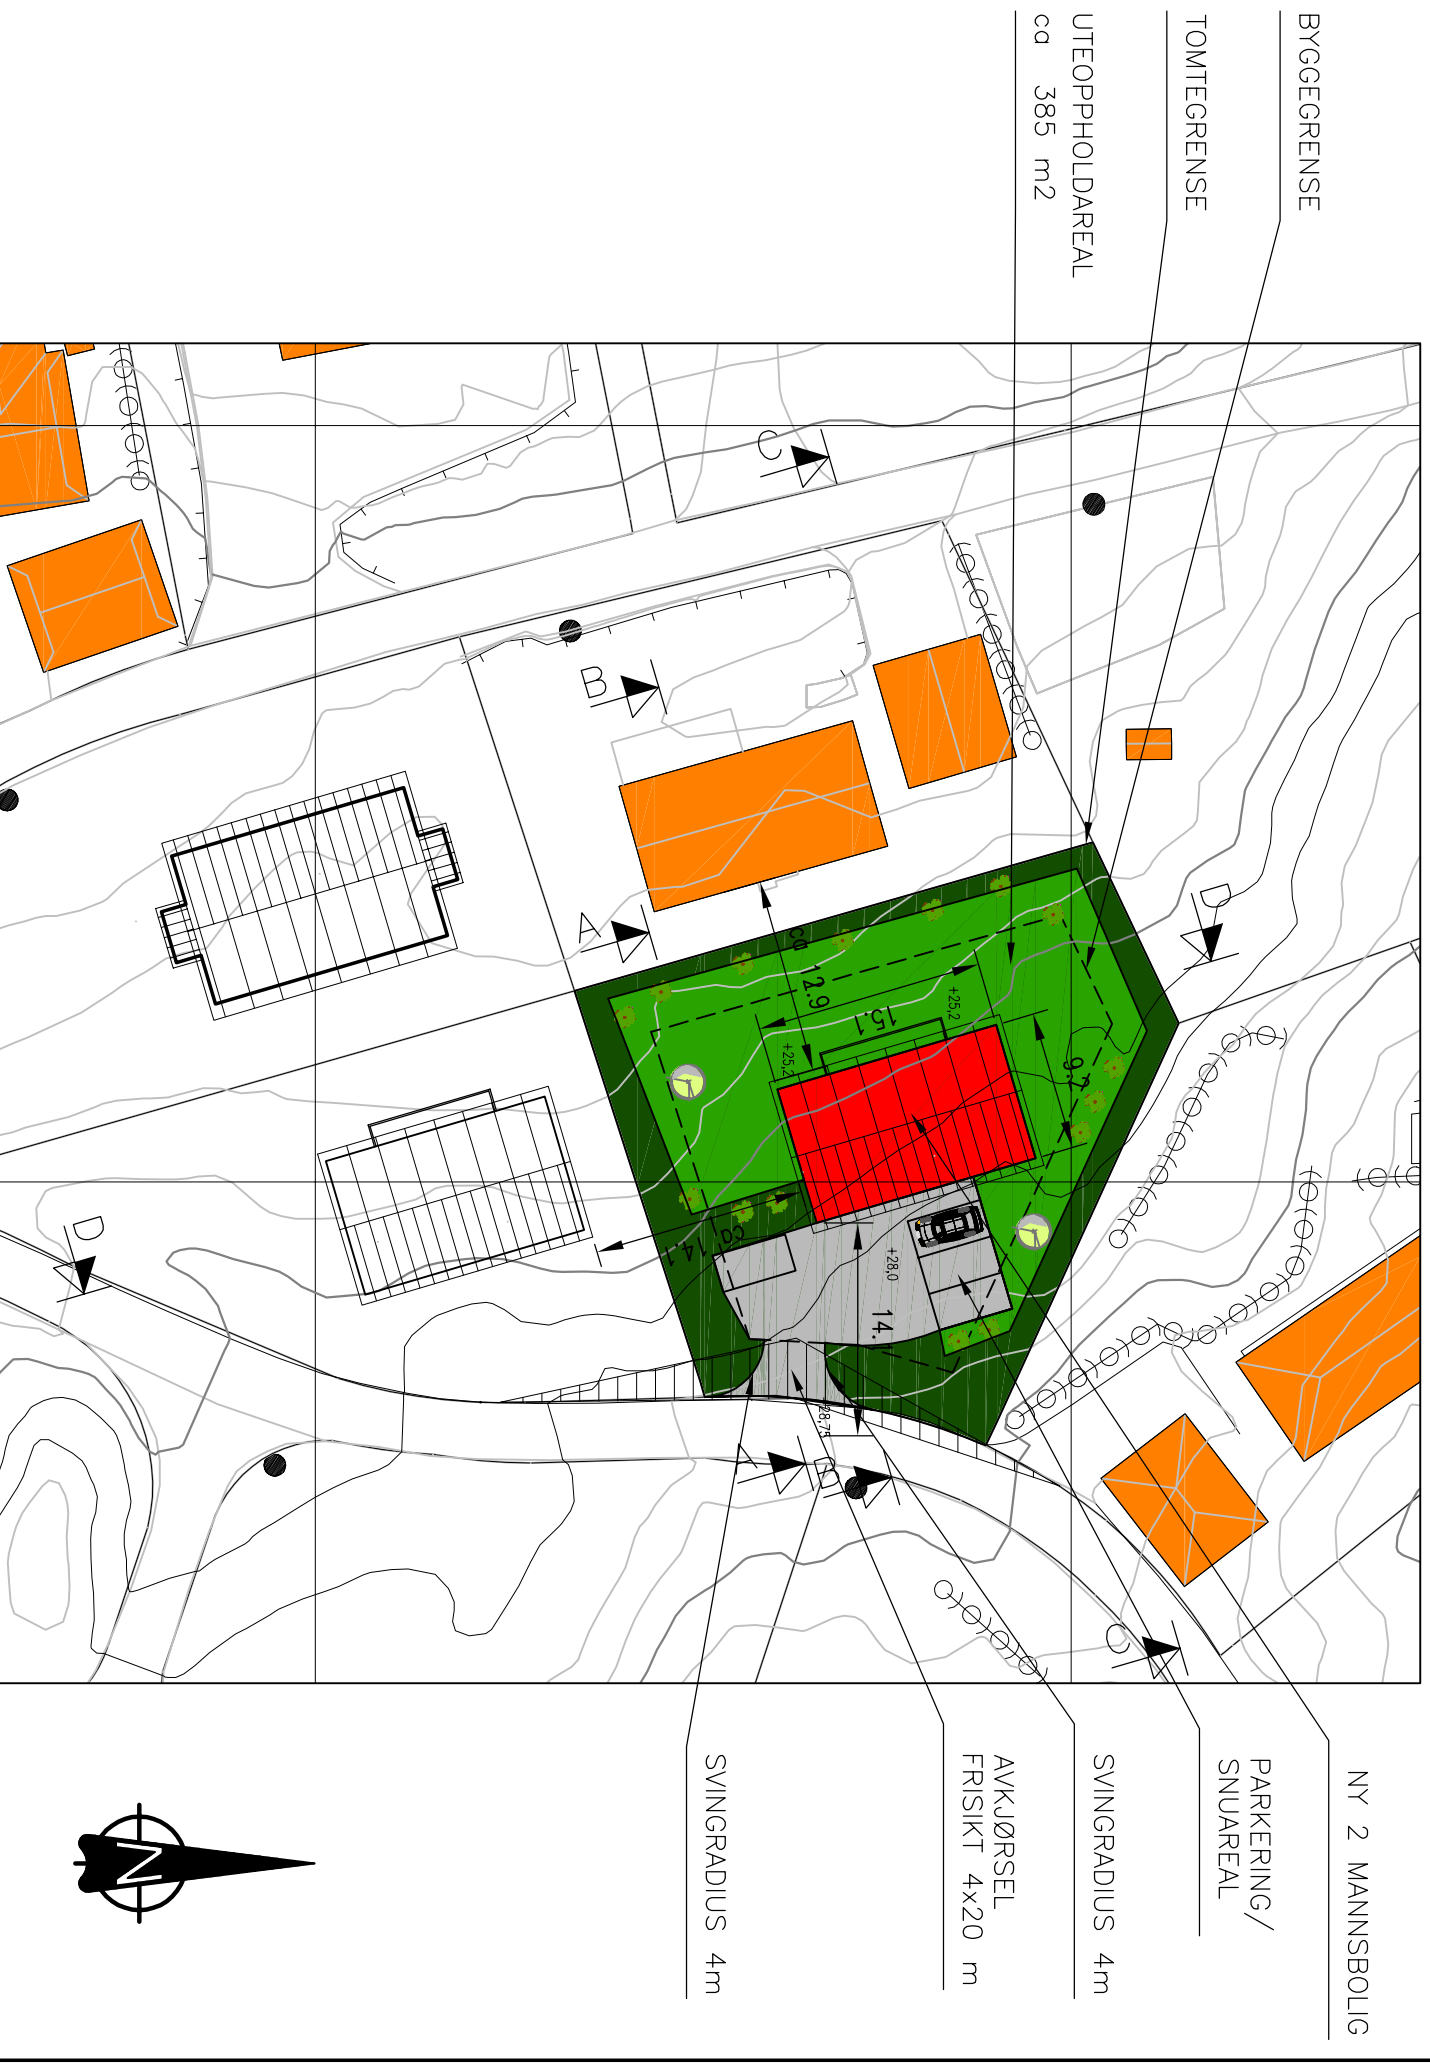 BYGGEGRENSE
TOMTEGRENSE
UTEOPPHOLDAREAL
ca 385 m2
NY 2 MANNSBOLIG
PARKERING/
SNUAREAL
SVINGRADIUS 4m
AVKJØRSEL
FRISIKT 4x20 m
SVINGRADIUS 4m
C
B
A
D
D
A
B
C
ca 12.9
15.1
9.2
+25,2
+25,2
ca 14.1
+28,0
14.1
+28,75
N